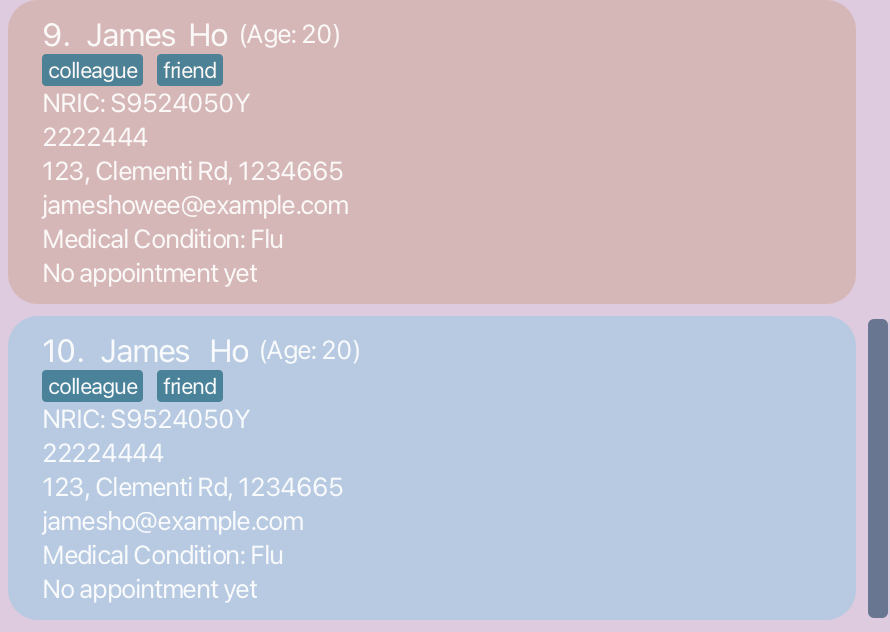 9. James Ho (Age: 20)
colleague friend
NRIC: S9524050Y
2222444
123, Clementi Rd, 1234665
jameshowee@example.com
Medical Condition: Flu
No appointment yet
10. James Ho (Age: 20)
colleague friend
NRIC: S9524050Y
22224444
123, Clementi Rd, 1234665
jamesho@example.com
Medical Condition: Flu
No appointment yet